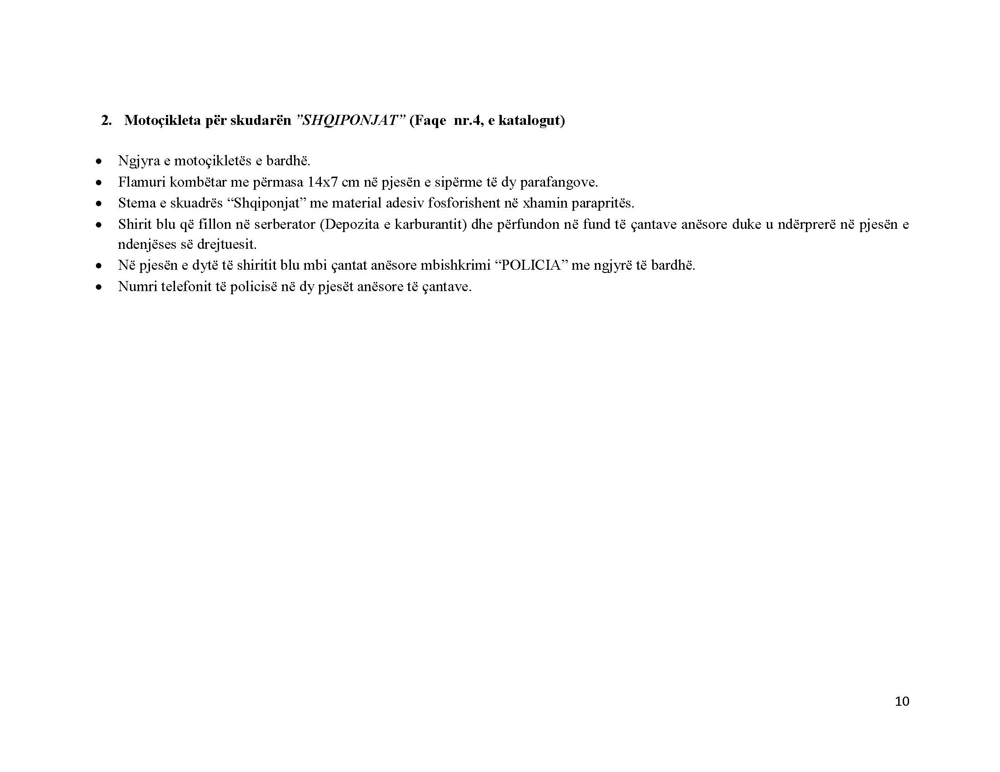 2. Motoçikleta për skudarën ”SHQIPONJAT” (Faqe nr.4, e katalogut)
• Ngjyra e motoçikletës e bardhë.
• Flamuri kombëtar me përmasa 14x7 cm në pjesën e sipërme të dy parafangove.
• Stema e skuadrës “Shqiponjat” me material adesiv fosforishent në xhamin parapritës.
• Shirit blu që fillon në serberator (Depozita e karburantit) dhe përfundon në fund të çantave anësore duke u ndërprerë në pjesën e
ndenjëses së drejtuesit.
• Në pjesën e dytë të shiritit blu mbi çantat anësore mbishkrimi “POLICIA” me ngjyrë të bardhë.
• Numri telefonit të policisë në dy pjesët anësore të çantave.
10